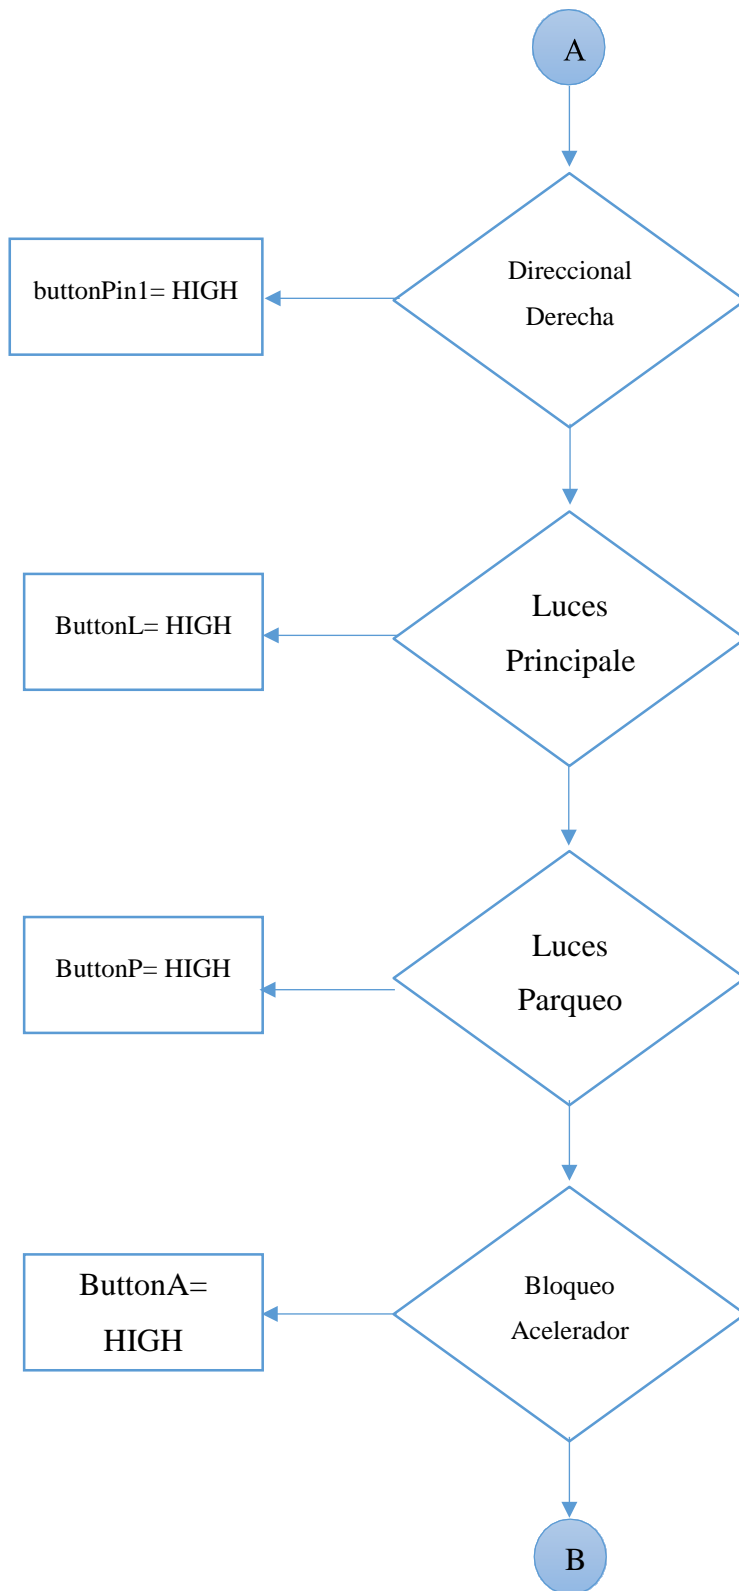 A
Direccional
Derecha
buttonPin1= HIGH
Luces
Principale
ButtonL= HIGH
Luces
Parqueo
ButtonP= HIGH
Bloqueo
Acelerador
ButtonA=
HIGH
B